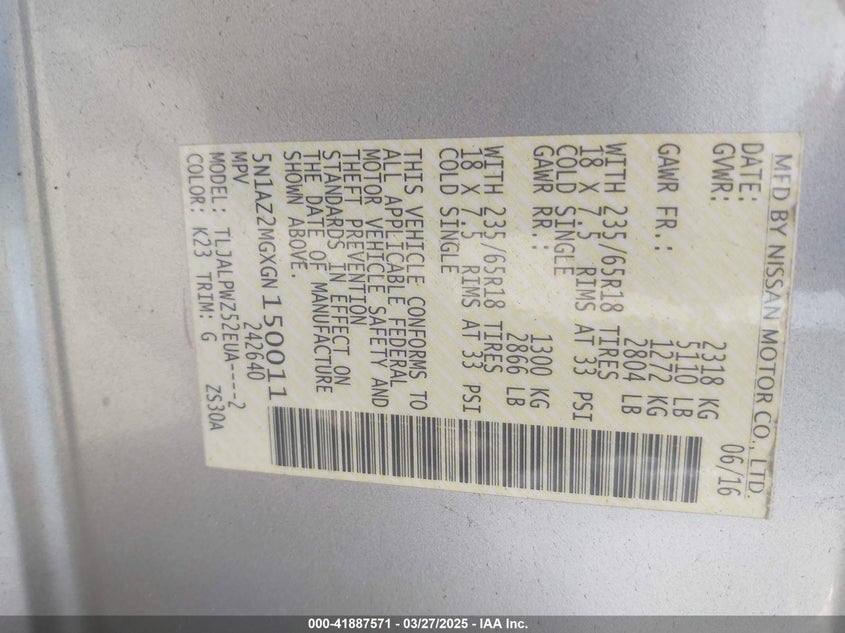 MFD BY NISSAN MOTOR CO., LTD.
DATE: 06/16
GVWR: 2318 KG
5110 LB
GAWR FR.: 1272 KG
2804 LB
WITH 235/65R18 TIRES
18 X 7.5 RIMS AT 33 PSI
COLD SINGLE
GAWR RR.: 1300 KG
2866 LB
WITH 235/65R18 TIRES
18 X 7.5 RIMS AT 33 PSI
COLD SINGLE
THIS VEHICLE CONFORMS TO
ALL APPLICABLE FEDERAL
MOTOR VEHICLE SAFETY AND
THEFT PREVENTION
STANDARDS IN EFFECT ON
THE DATE OF MANUFACTURE
SHOWN ABOVE.
5N1AZ2MGXGN150011
MPV 242640
MODEL: TLJALPWZ52EUA----2
COLOR: K23 TRIM: G ZS30A
000-41887571 - 03/27/2025 - IAA Inc.